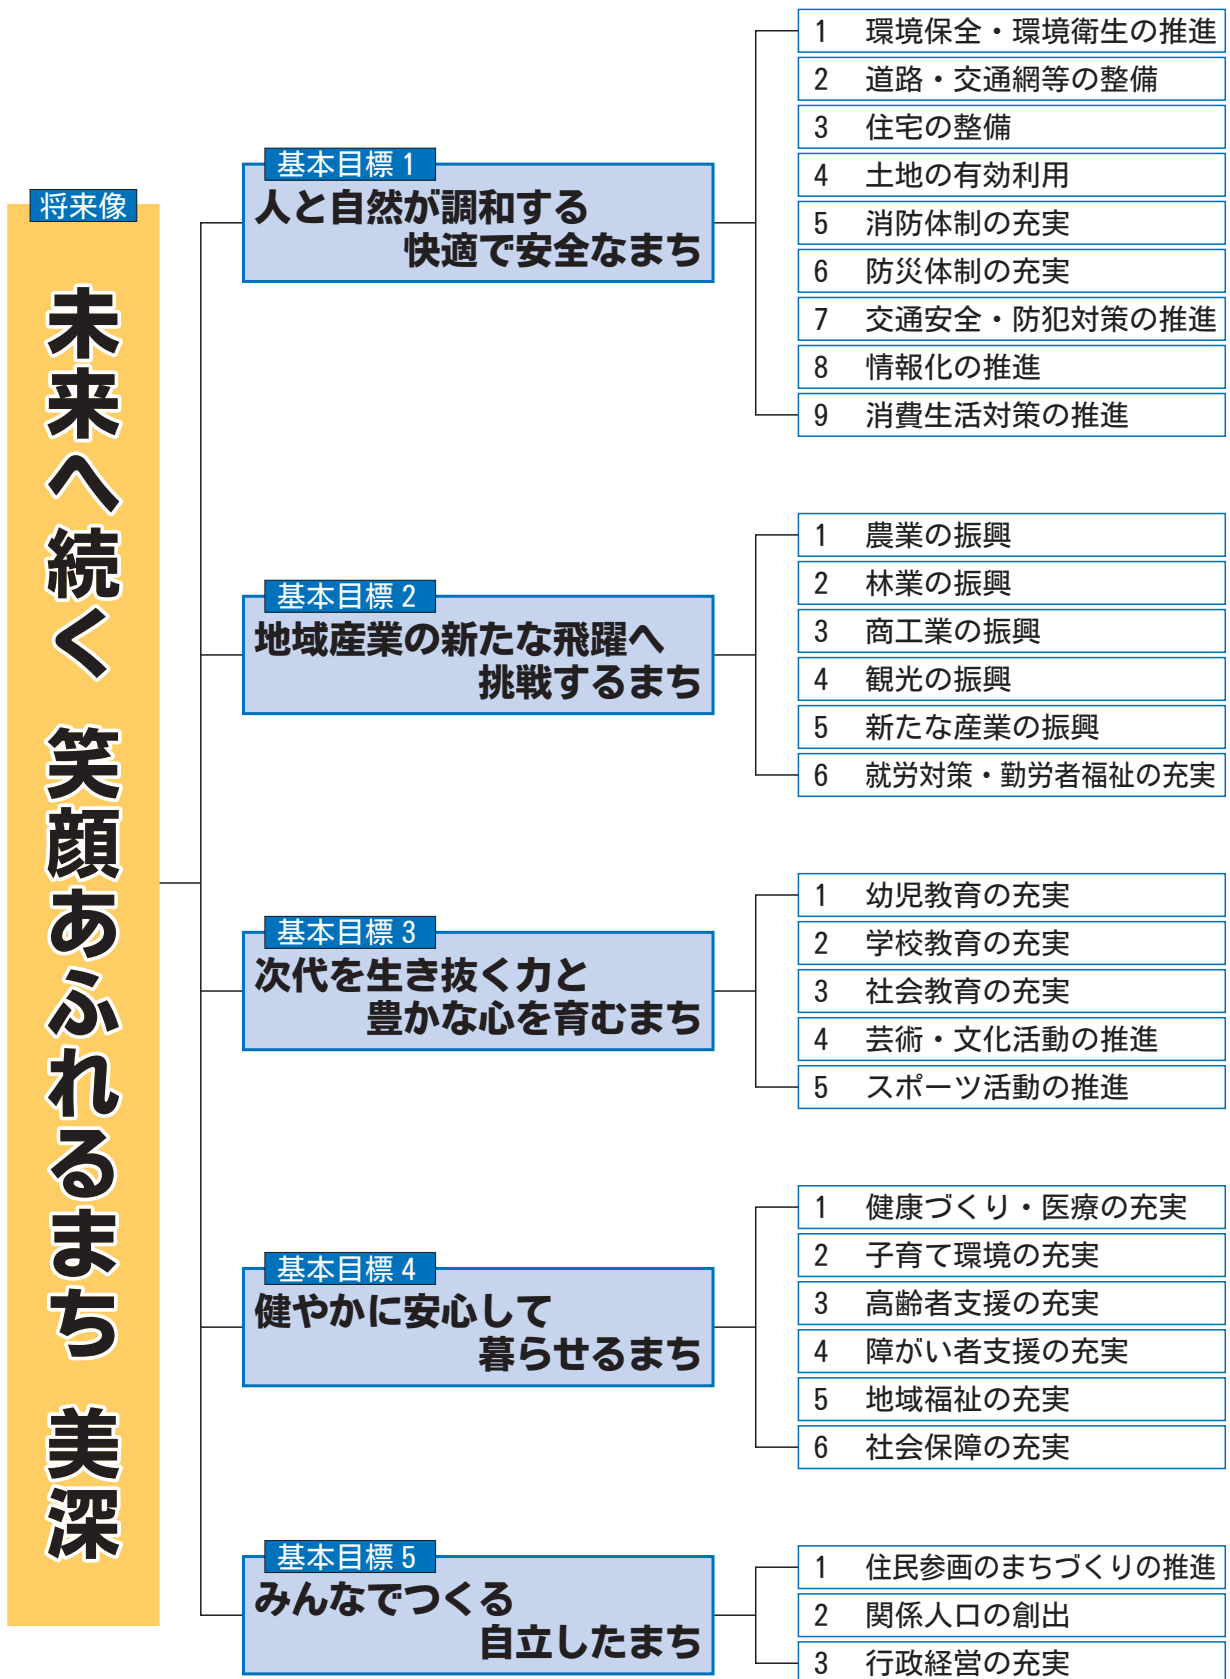 将来像
未来へ続く　笑顔あふれるまち　美深
基本目標 1
人と自然が調和する
快適で安全なまち
1　環境保全・環境衛生の推進
2　道路・交通網等の整備
3　住宅の整備
4　土地の有効利用
5　消防体制の充実
6　防災体制の充実
7　交通安全・防犯対策の推進
8　情報化の推進
9　消費生活対策の推進
基本目標 2
地域産業の新たな飛躍へ
挑戦するまち
1　農業の振興
2　林業の振興
3　商工業の振興
4　観光の振興
5　新たな産業の振興
6　就労対策・勤労者福祉の充実
基本目標 3
次代を生き抜く力と
豊かな心を育むまち
1　幼児教育の充実
2　学校教育の充実
3　社会教育の充実
4　芸術・文化活動の推進
5　スポーツ活動の推進
基本目標 4
健やかに安心して
暮らせるまち
1　健康づくり・医療の充実
2　子育て環境の充実
3　高齢者支援の充実
4　障がい者支援の充実
5　地域福祉の充実
6　社会保障の充実
基本目標 5
みんなでつくる
自立したまち
1　住民参画のまちづくりの推進
2　関係人口の創出
3　行政経営の充実